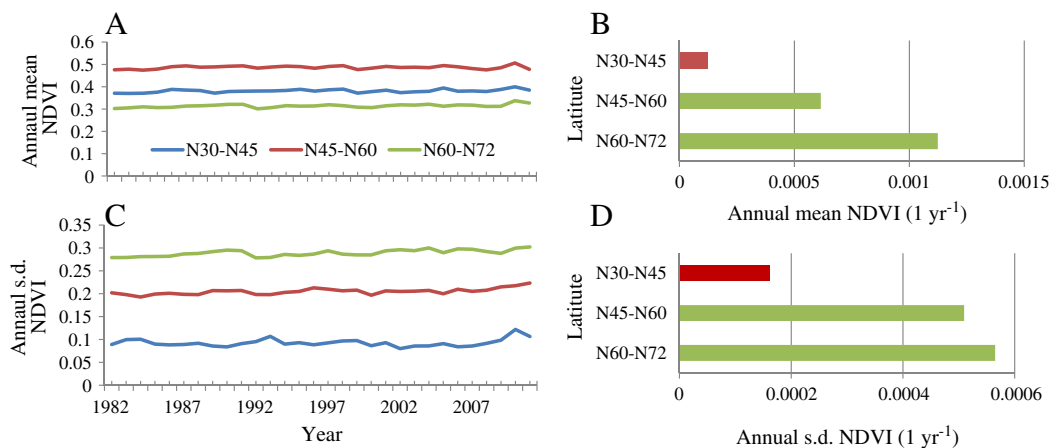 A
Annaul mean
NDVI
0.6
0.5
0.4
0.3
0.2
0.1
0
N30-N45
N45-N60
N60-N72
B
Latitute
N30-N45
N45-N60
N60-N72
0
0.0005
0.001
0.0015
Annual mean NDVI (1 yr-1)
C
Annaul s.d.
NDVI
0.35
0.3
0.25
0.2
0.15
0.1
0.05
0
1982
1987
1992
1997
2002
2007
Year
D
Latitute
N30-N45
N45-N60
N60-N72
0
0.0002
0.0004
0.0006
Annual s.d. NDVI (1 yr-1)